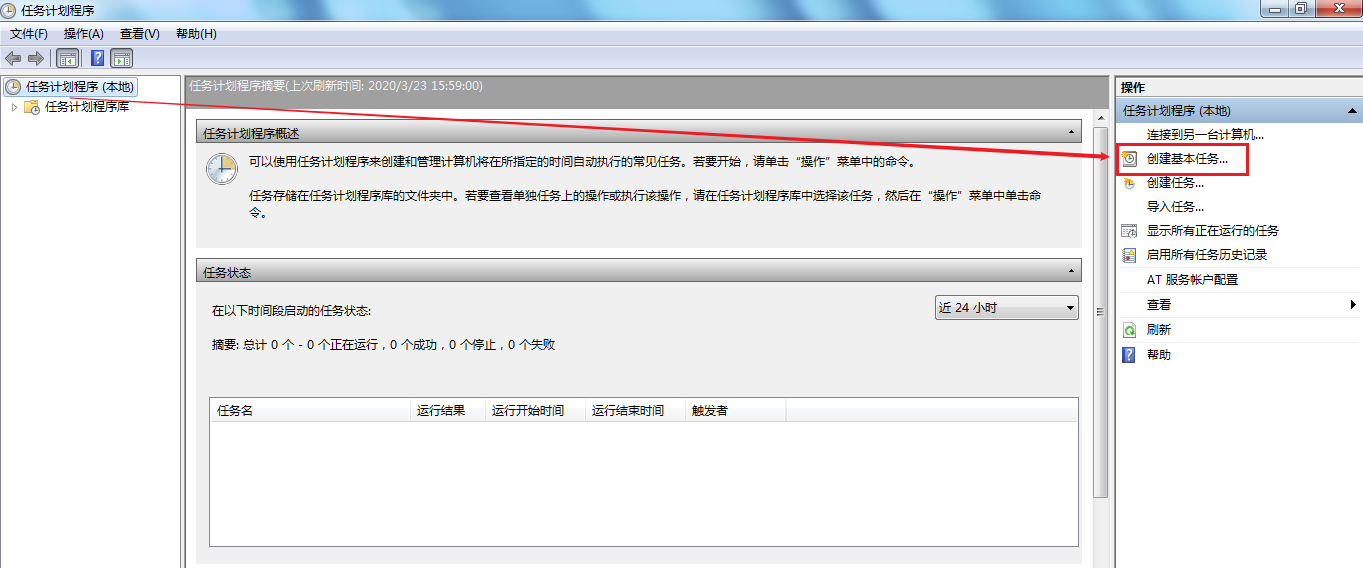 任务计划程序
文件(F) 操作(A) 查看(V) 帮助(H)
任务计划程序 (本地)
任务计划程序库
任务计划程序摘要(上次刷新时间: 2020/3/23 15:59:00)
任务计划程序概述
可以使用任务计划程序来创建和管理计算机将在所指定的时间自动执行的常见任务。若要开始，请单击“操作”菜单中的命令。
任务存储在任务计划程序库的文件夹中。若要查看单独任务上的操作或执行该操作，请在任务计划程序库中选择该任务，然后在“操作”菜单中单击命
令。
任务状态
在以下时间段启动的任务状态:
近 24 小时
摘要: 总计 0 个 - 0 个正在运行，0 个成功，0 个停止，0 个失败
任务名 运行结果 运行开始时间 运行结束时间 触发者
操作
任务计划程序 (本地)
连接到另一台计算机...
创建基本任务...
创建任务...
导入任务...
显示所有正在运行的任务
启用所有任务历史记录
AT 服务帐户配置
查看
刷新
帮助